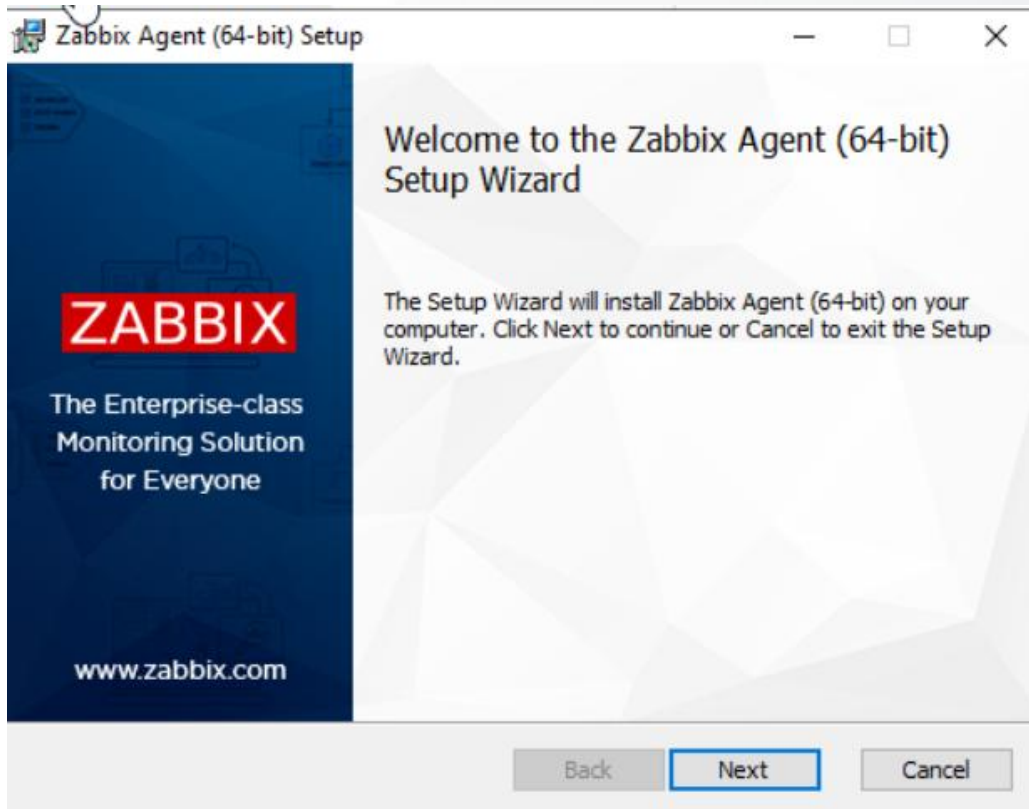 Zabbix Agent (64-bit) Setup
Welcome to the Zabbix Agent (64-bit)
Setup Wizard
The Setup Wizard will install Zabbix Agent (64-bit) on your
computer. Click Next to continue or Cancel to exit the Setup
Wizard.
ZABBIX
The Enterprise-class
Monitoring Solution
for Everyone
www.zabbix.com
Back
Next
Cancel